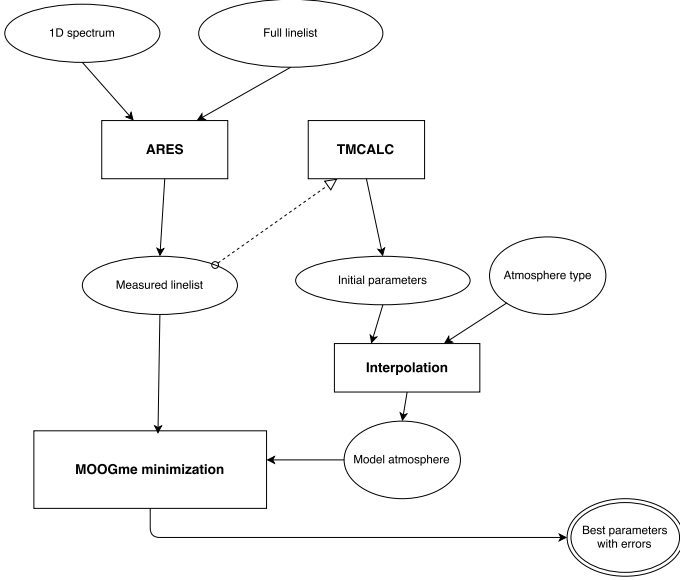 1D spectrum
Full linelist
ARES
TMCALC
Measured linelist
Initial parameters
Atmosphere type
Interpolation
Model atmosphere
MOOGme minimization
Best parameters
with errors